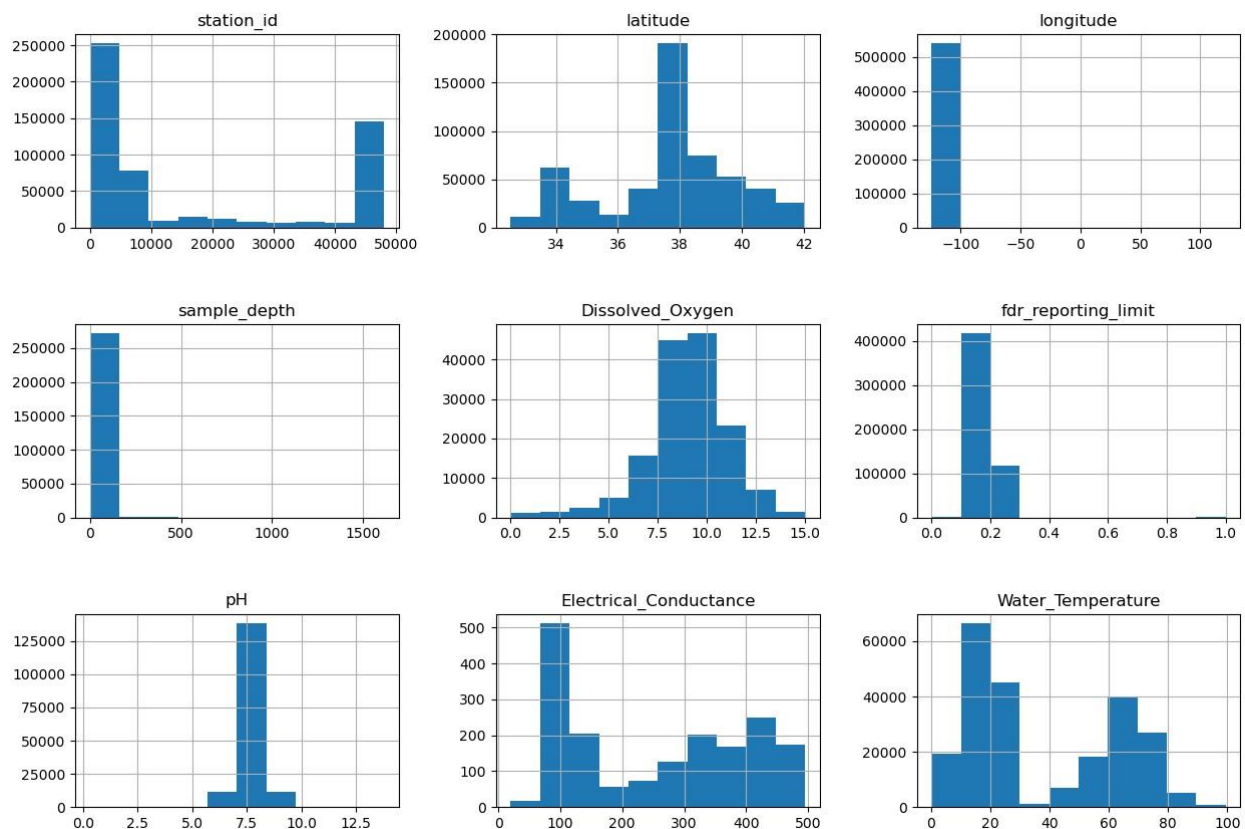 station_id
latitude
longitude
250000
200000
150000
100000
50000
0
0 10000 20000 30000 40000 50000
200000
150000
100000
50000
0
34 36 38 40 42
500000
400000
300000
200000
100000
0
−100 −50 0 50 100
sample_depth
Dissolved_Oxygen
fdr_reporting_limit
250000
200000
150000
100000
50000
0
0 500 1000 1500
40000
30000
20000
10000
0
0.0 2.5 5.0 7.5 10.0 12.5 15.0
400000
300000
200000
100000
0
0.0 0.2 0.4 0.6 0.8 1.0
pH
Electrical_Conductance
Water_Temperature
125000
100000
75000
50000
25000
0
0.0 2.5 5.0 7.5 10.0 12.5
500
400
300
200
100
0
0 100 200 300 400 500
60000
40000
20000
0
0 20 40 60 80 100